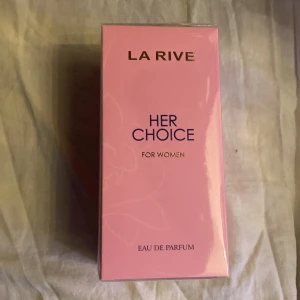 LA RIVE
HER
CHOICE
FOR WOMEN
EAU DE PARFUM